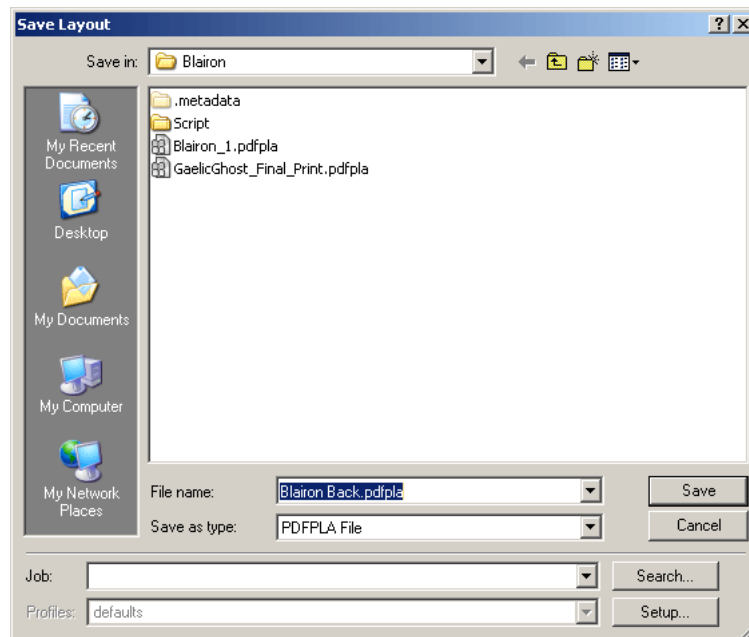 Save Layout
Save in: Blairon
.metadata
Script
Blairon_1.pdfpla
GaelicGhost_Final_Print.pdfpla
My Recent
Documents
Desktop
My Documents
My Computer
My Network
Places
File name: Blairon Back.pdfpla Save
Save as type: PDFPLA File Cancel
Job: Search...
Profiles: defaults Setup...